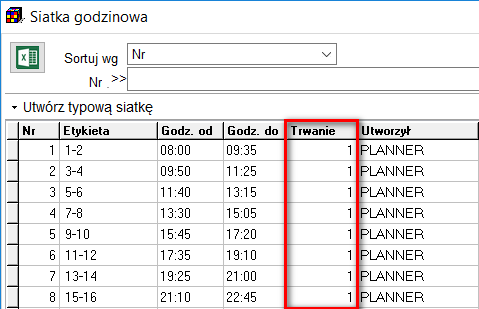 Siatka godzinowa
Sortuj wg Nr
Nr . >>
Utwórz typową siatkę
Nr Etykieta Godz. od Godz. do Trwanie Utworzył
1 1-2 08:00 09:35 1 PLANNER
2 3-4 09:50 11:25 1 PLANNER
3 5-6 11:40 13:15 1 PLANNER
4 7-8 13:30 15:05 1 PLANNER
5 9-10 15:45 17:20 1 PLANNER
6 11-12 17:35 19:10 1 PLANNER
7 13-14 19:25 21:00 1 PLANNER
8 15-16 21:10 22:45 1 PLANNER